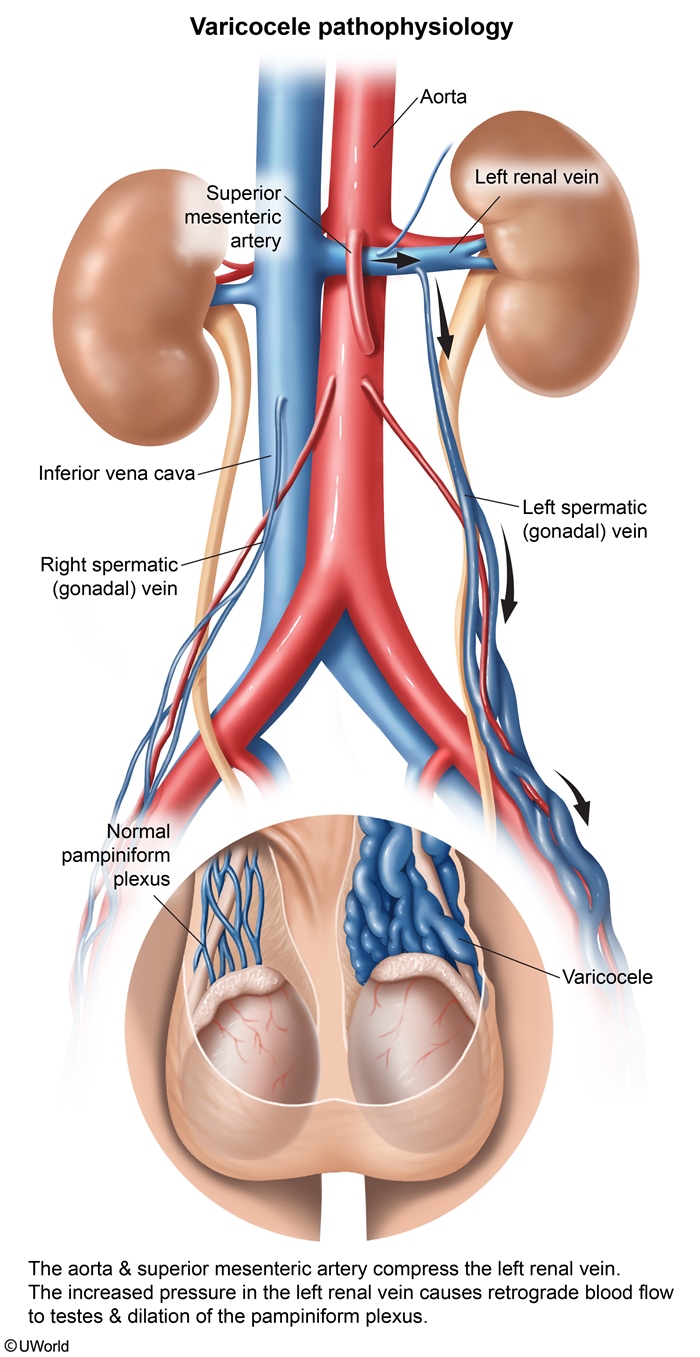 Varicocele pathophysiology
Aorta
Left renal vein
Superior
mesenteric
artery
Inferior vena cava
Left spermatic
(gonadal) vein
Right spermatic
(gonadal) vein
Normal
pampiniform
plexus
Varicocele
The aorta & superior mesenteric artery compress the left renal vein.
The increased pressure in the left renal vein causes retrograde blood flow
to testes & dilation of the pampiniform plexus.
©UWorld